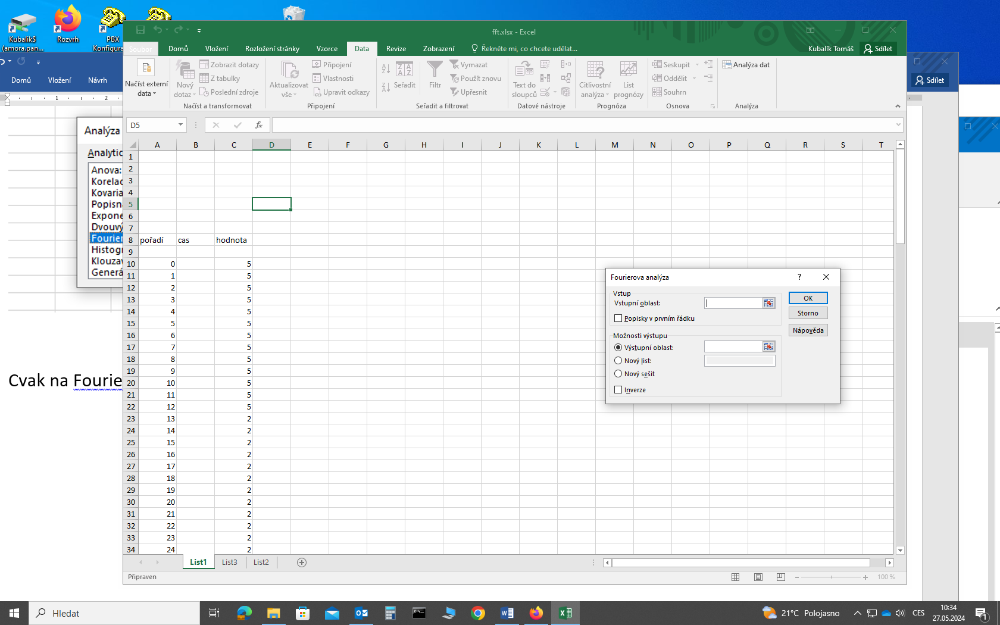 Kubalik$
(amora.pan...
Rozvrh
PBX
Konfigura
fft.xlsx - Excel
Soubor
Domů
Vložení
Rozložení stránky
Vzorce
Data
Revize
Zobrazení
Řekněte mi, co chcete udělat...
Kubalík Tomáš
Sdílet
Domů
Vložení
Návrh
Sdílet
Načíst externí
data
Nový
dotaz
Zobrazit dotazy
Z tabulky
Poslední zdroje
Načíst a transformovat
Aktualizovat
vše
Připojení
Vlastnosti
Upravit odkazy
Připojení
Seřadit
Filtr
Vymazat
Použít znovu
Upřesnit
Seřadit a filtrovat
Text do
sloupců
Datové nástroje
Citlivostní
analýza
List
prognózy
Prognóza
Seskupit
Oddělit
Souhrn
Osnova
Analýza dat
Analýza
1 2
D5
fx
A B C D E F G H I J K L M N O P Q R S T
1
2
3
4
5
6
7
8 pořadí cas hodnota
9
10 0 5
11 1 5
12 2 5
13 3 5
14 4 5
15 5 5
16 6 5
17 7 5
18 8 5
19 9 5
20 10 5
21 11 5
22 12 5
23 13 2
24 14 2
25 15 2
26 16 2
27 17 2
28 18 2
29 19 2
30 20 2
31 21 2
32 22 2
33 23 2
34 24 2
Analýza
Analytic
Anova:
Korelac
Kovaria
Popisn
Expone
Dvouvý
Fourier
Histogr
Klouza
Generá
Cvak na Fourie
Fourierova analýza
?
Vstup
Vstupní oblast:
Popisky v prvním řádku
Možnosti výstupu
Výstupní oblast:
Nový list:
Nový sešit
Inverze
OK
Storno
Nápověda
List1
List3
List2
Připraven
100 %
Hledat
21°C Polojasno
CES
10:34
27.05.2024
1